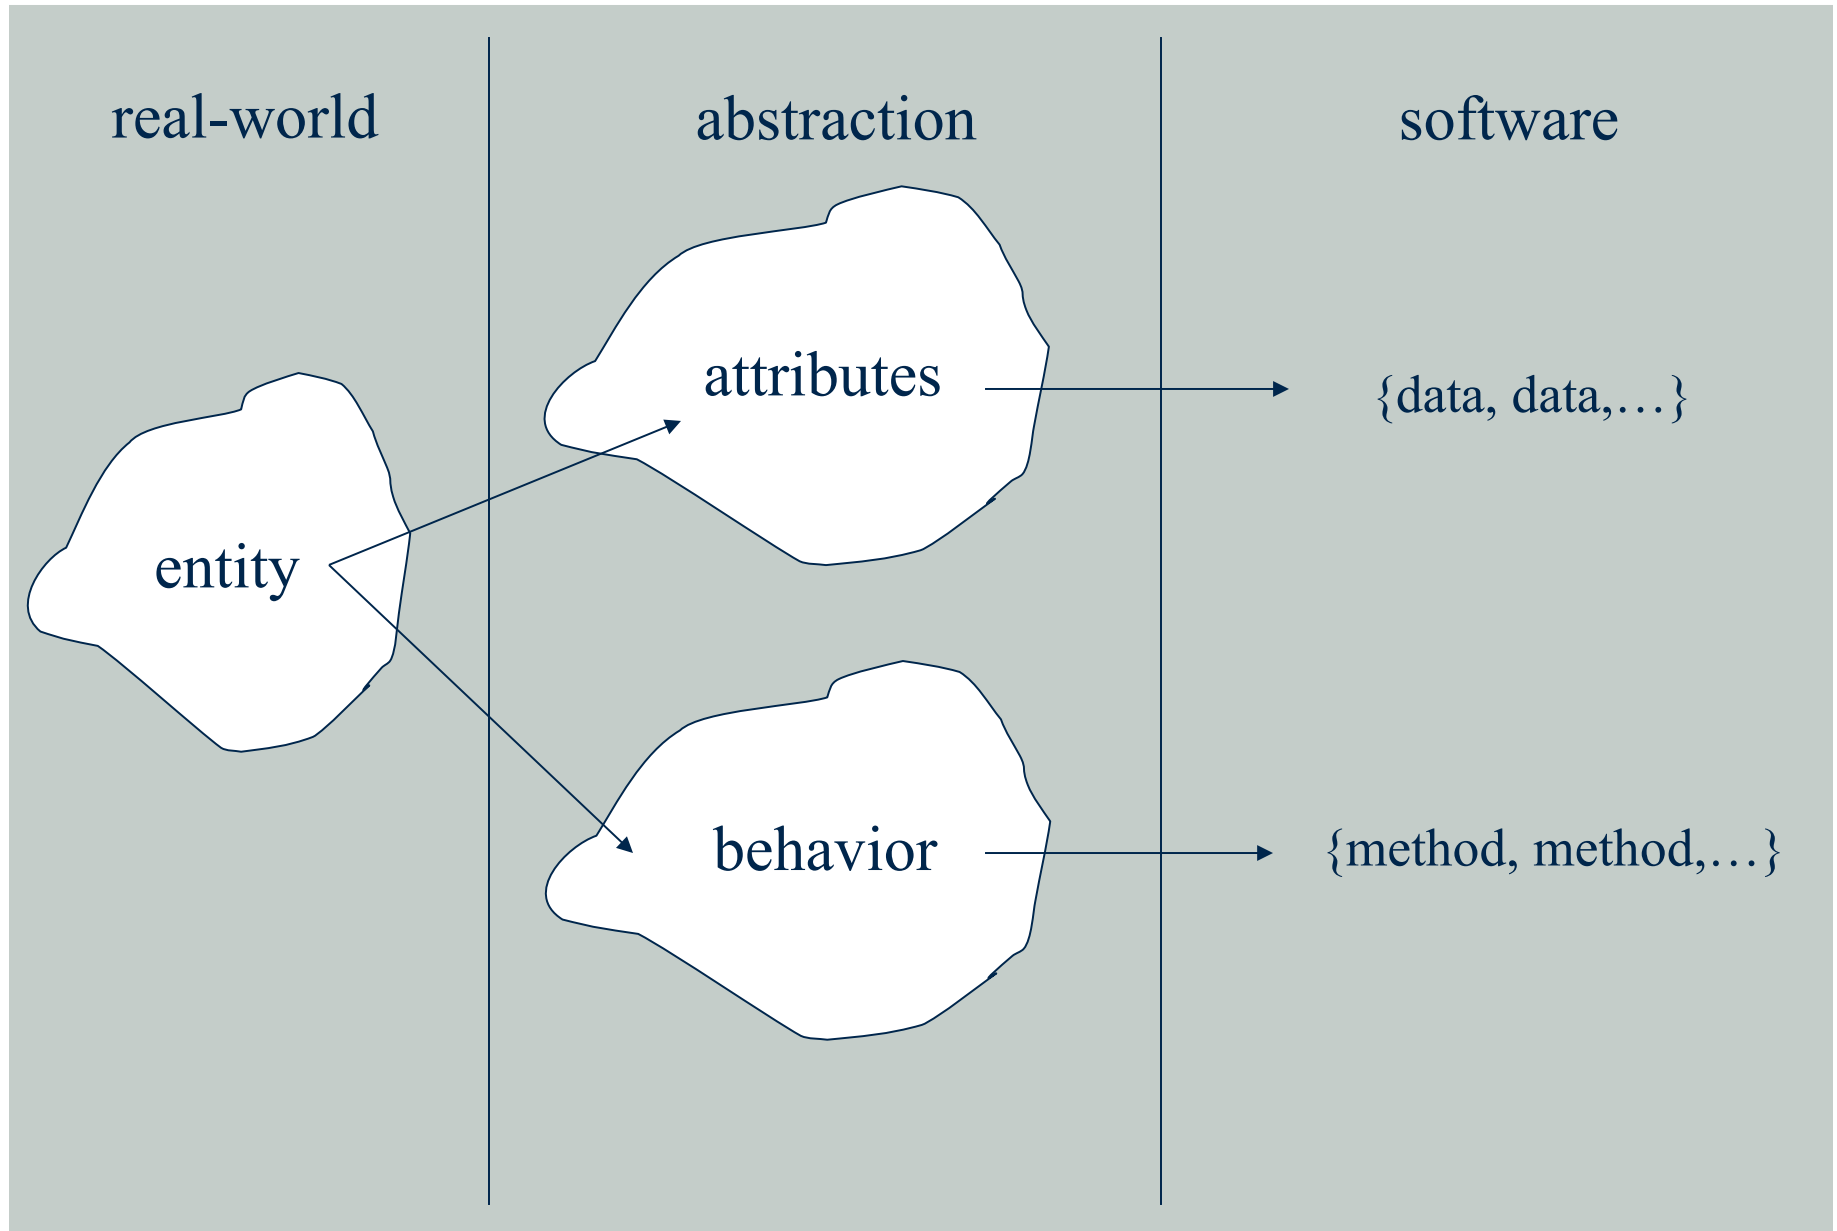 real-world
abstraction
software
attributes
{data, data,…}
entity
behavior
{method, method,…}